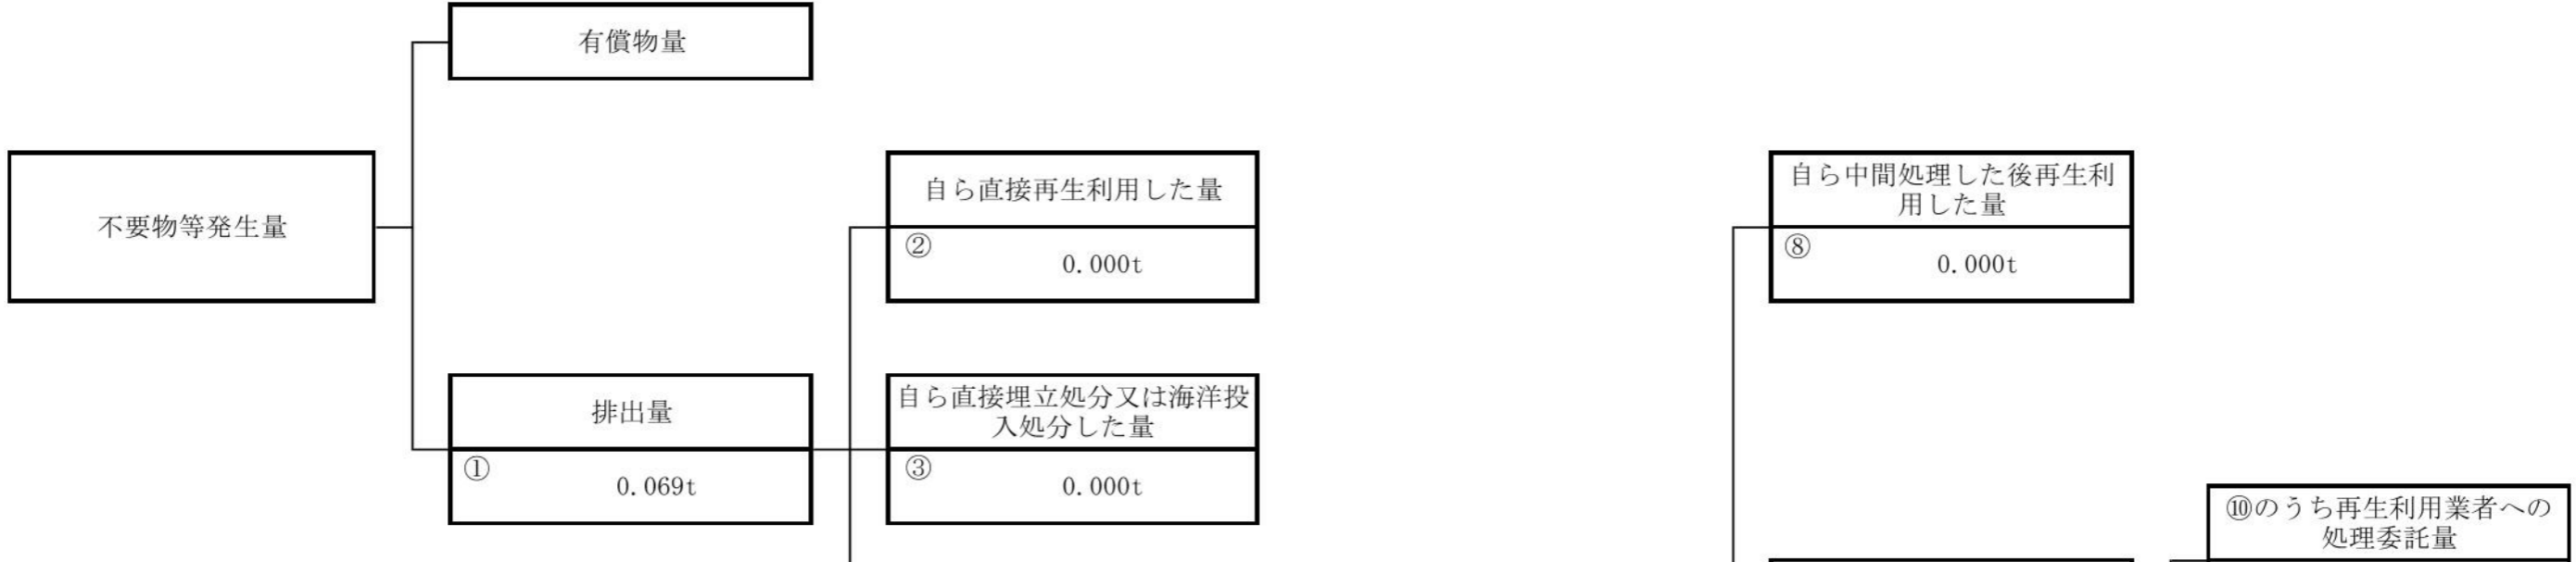 有償物量
不要物等発生量
自ら直接再生利用した量
②
0.000t
自ら中間処理した後再生利
用した量
⑧
0.000t
排出量
①
0.069t
自ら直接埋立処分又は海洋投
入処分した量
③
0.000t
⑩のうち再生利用業者への
処理委託量